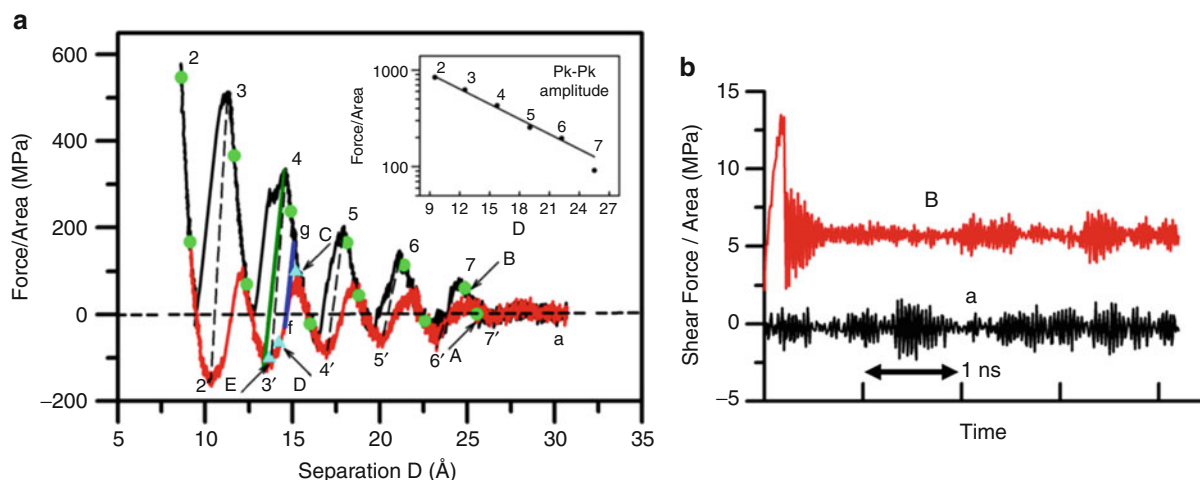 a
Force/Area (MPa)
600
400
200
0
−200
5
10
15
20
25
30
35
Separation D (Å)
2
3
4
5
6
7
g
C
B
f
A
E
D
a
2′
3′
4′
5′
6′
7′
Pk-Pk
amplitude
Force/Area
1000
100
2
3
4
5
6
7
9
12
15
18
21
24
27
D
b
Shear Force / Area (MPa)
15
10
5
0
−5
B
a
1 ns
Time